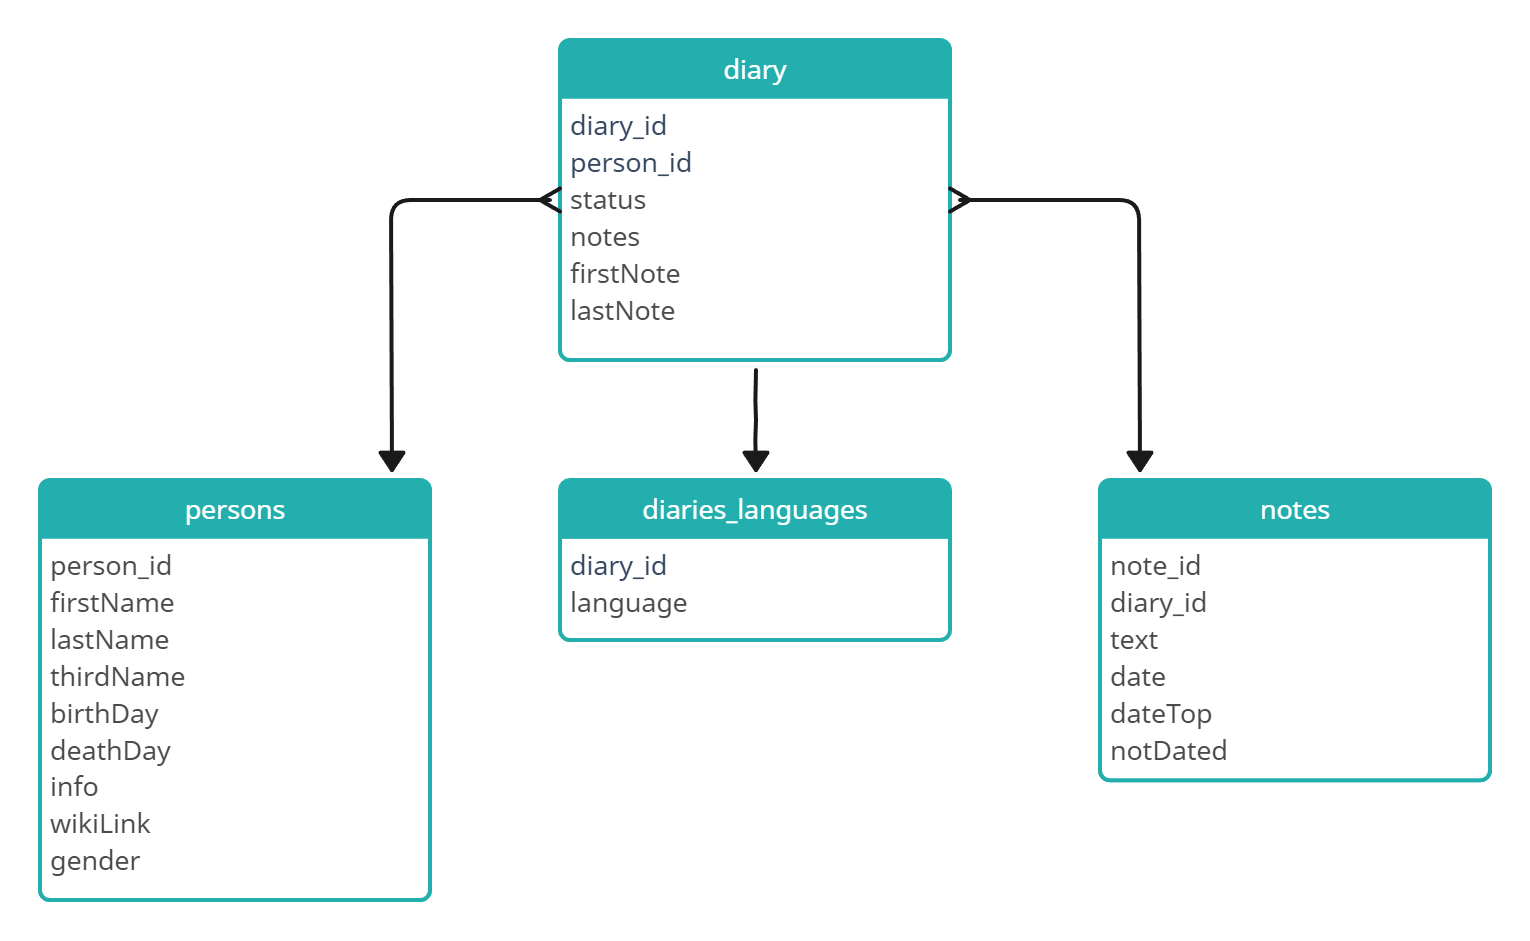 diary
diary_id
person_id
status
notes
firstNote
lastNote
persons
person_id
firstName
lastName
thirdName
birthDay
deathDay
info
wikiLink
gender
diaries_languages
diary_id
language
notes
note_id
diary_id
text
date
dateTop
notDated